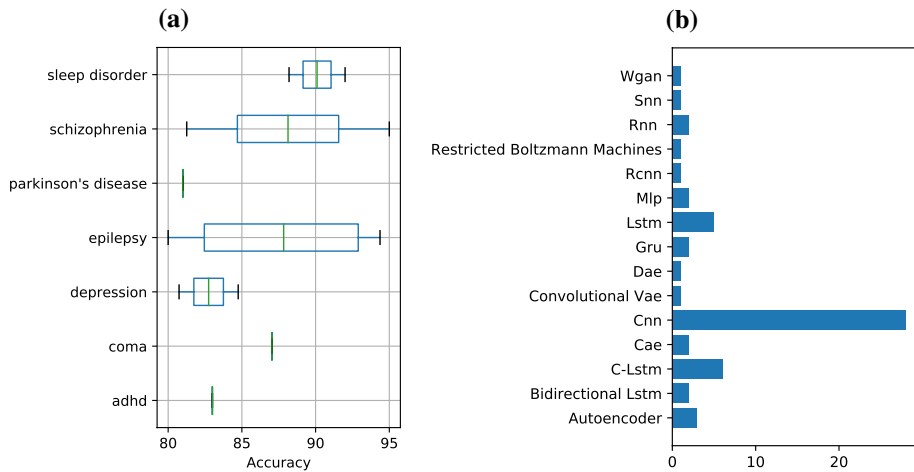 (a)
sleep disorder
schizophrenia
parkinson's disease
epilepsy
depression
coma
adhd
80 85 90 95
Accuracy
(b)
Wgan
Snn
Rnn
Restricted Boltzmann Machines
Rcnn
Mlp
Lstm
Gru
Dae
Convolutional Vae
Cnn
Cae
C-Lstm
Bidirectional Lstm
Autoencoder
0 10 20